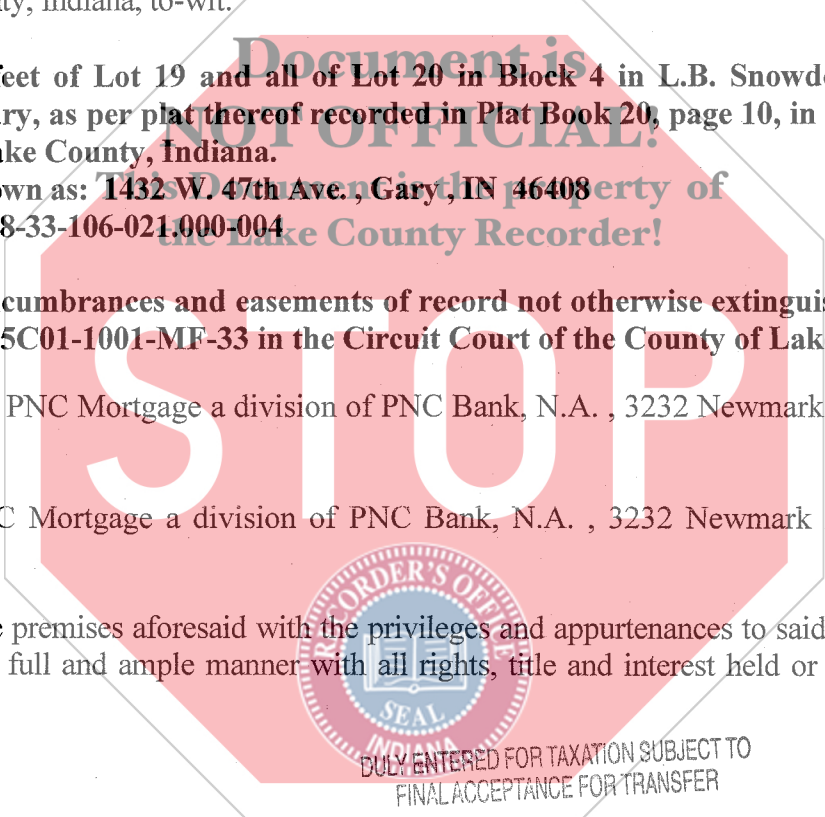 ty, Indiana, to-wit:
Document is
feet of Lot 19 and all of Lot 20 in Block 4 in L.B. Snowd
ry, as per plat thereof recorded in Plat Book 20, page 10, in
NOT OFFICIAL!
ake County, Indiana.
wn as: 1432 W. 47th Ave. , Gary , IN 46408
This Document is the property of
8-33-106-021.000-004
the Lake County Recorder!
cumbrances and easements of record not otherwise extingui
5C01-1001-MF-33 in the Circuit Court of the County of Lak
STOP
PNC Mortgage a division of PNC Bank, N.A. , 3232 Newmark
C Mortgage a division of PNC Bank, N.A. , 3232 Newmark
RECORDER'S OFFICE
e premises aforesaid with the privileges and appurtenances to said
full and ample manner with all rights, title and interest held or
SEAL
INDIANA
DULY ENTERED FOR TAXATION SUBJECT TO
FINAL ACCEPTANCE FOR TRANSFER